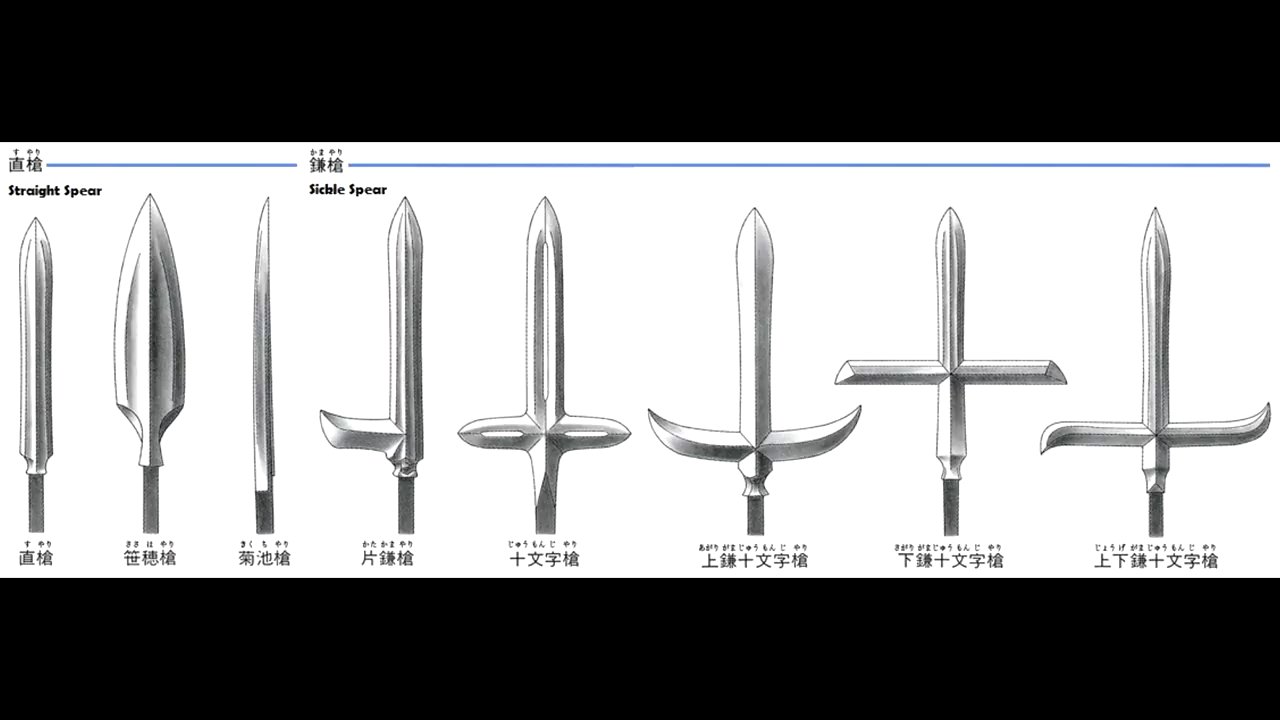 す やり
直槍
Straight Spear
かま やり
鎌槍
Sickle Spear
す やり
直槍
ささ ほ やり
笹穂槍
きく ち やり
菊池槍
かた かま やり
片鎌槍
じゅう もん じ やり
十文字槍
あがり がま じゅう もん じ やり
上鎌十文字槍
さがり がま じゅう もん じ やり
下鎌十文字槍
じょう げ がま じゅう もん じ やり
上下鎌十文字槍